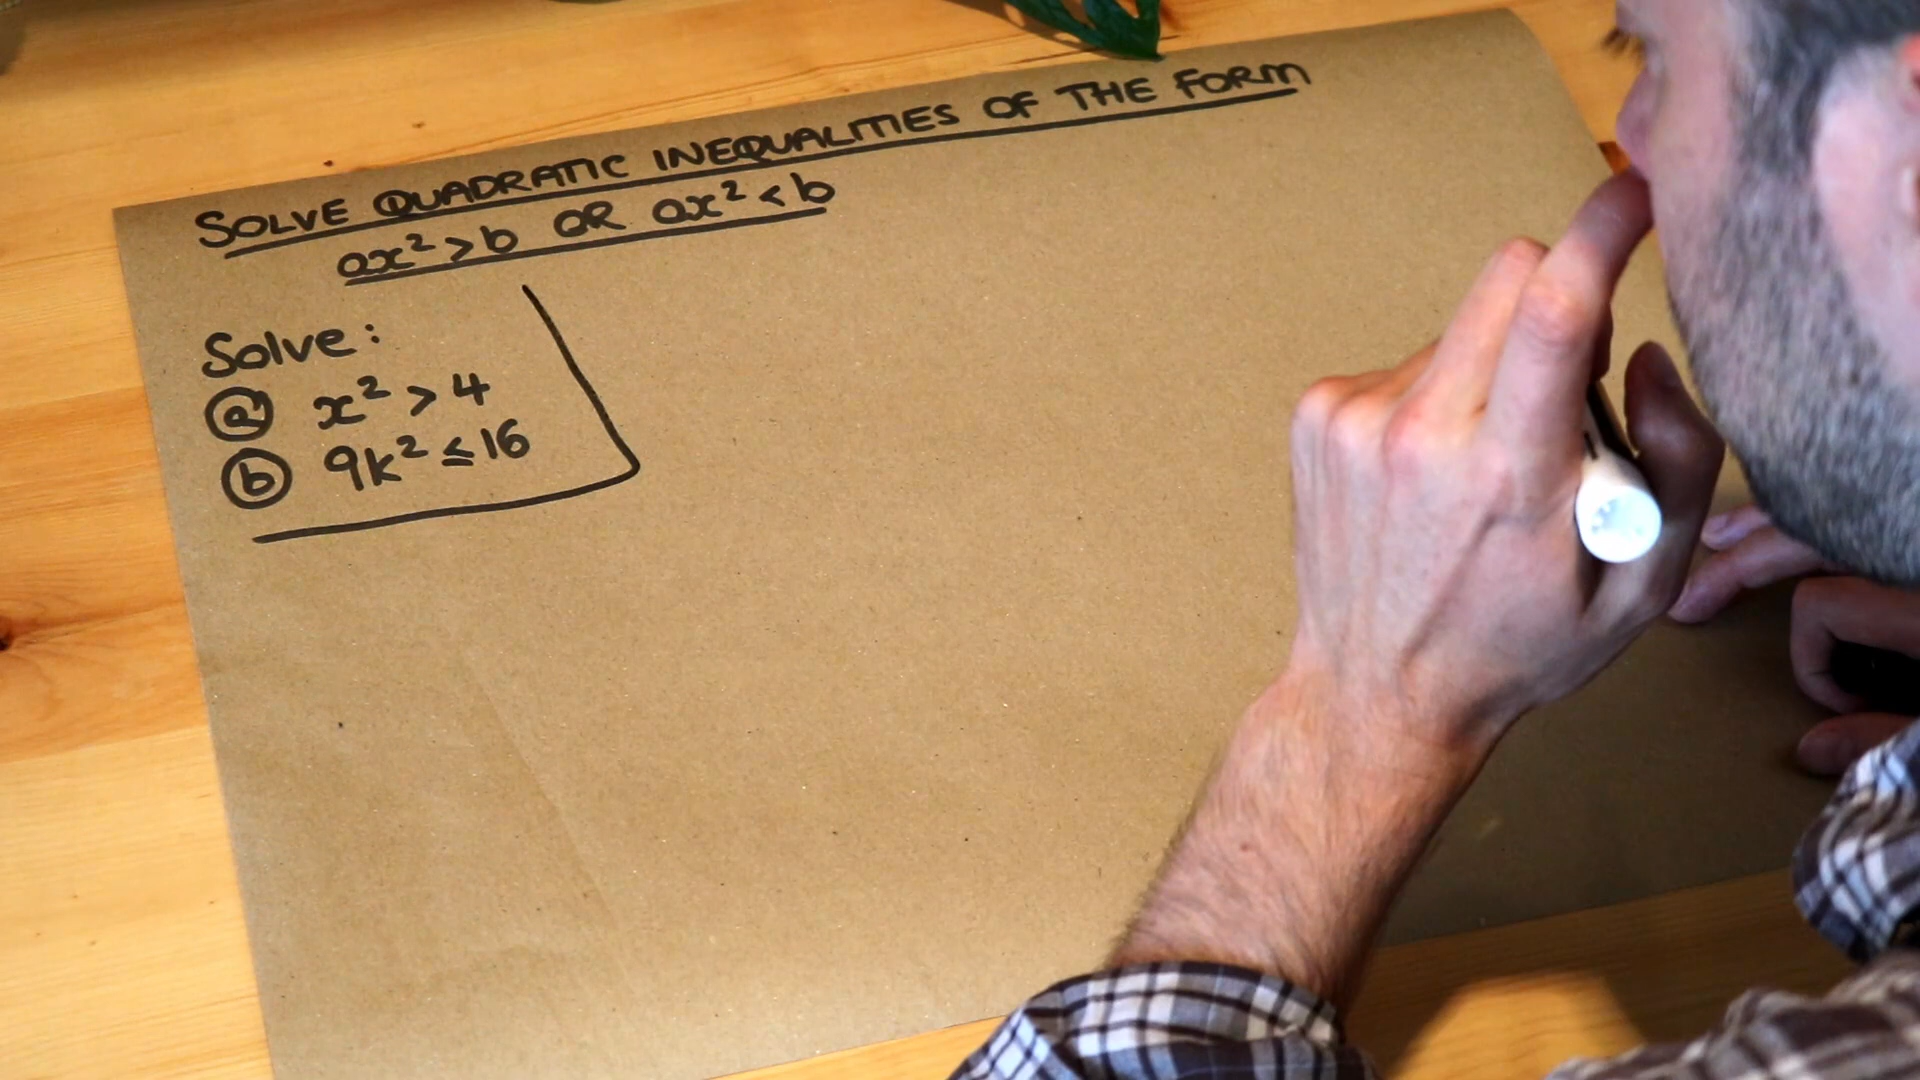 SOLVE QUADRATIC INEQUALITIES OF THE FORM
ax² > b OR ax² < b
Solve:
ⓐ x² > 4
ⓑ 9k² ≤ 16